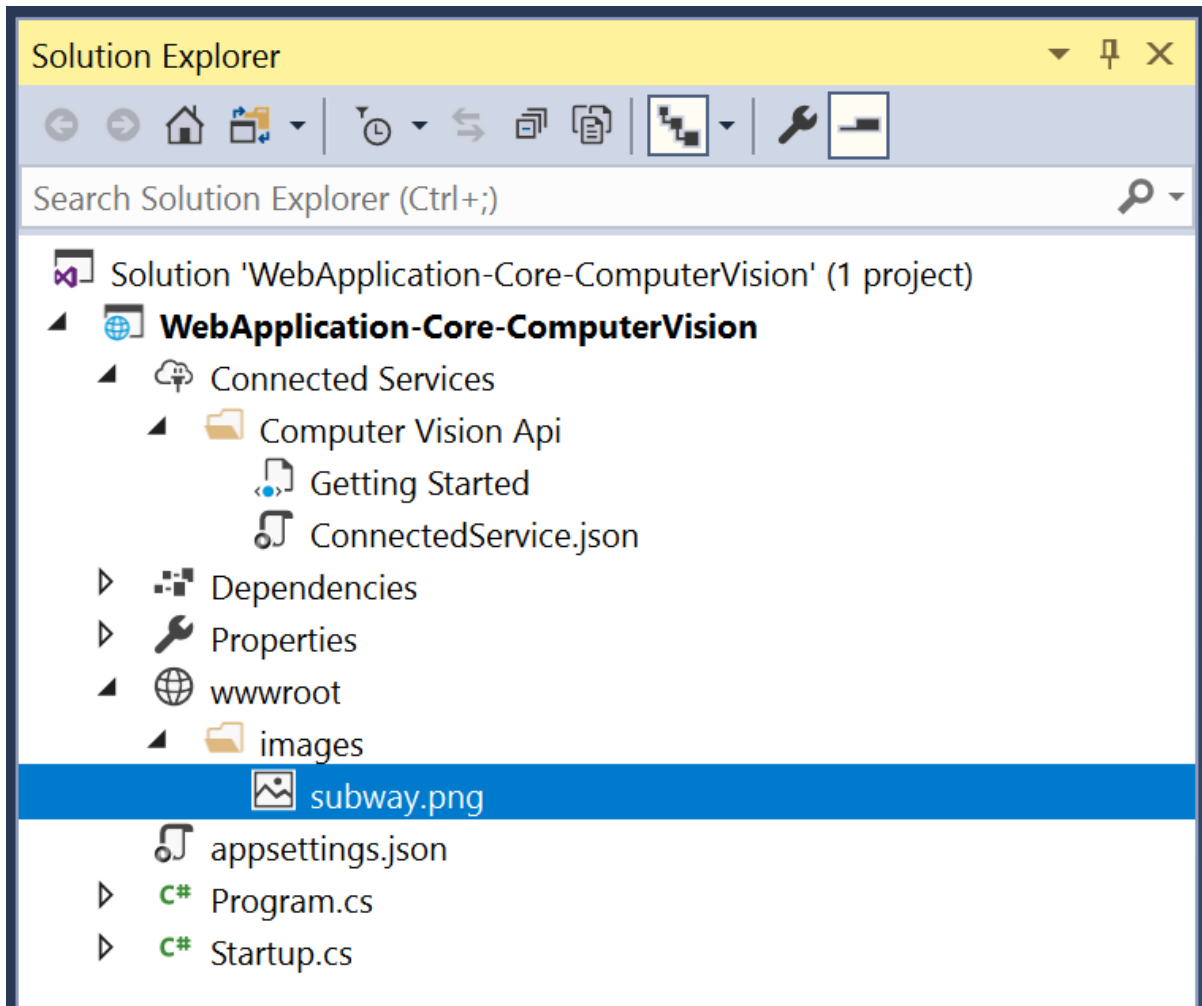 Solution Explorer
Search Solution Explorer (Ctrl+;)
Solution 'WebApplication-Core-ComputerVision' (1 project)
WebApplication-Core-ComputerVision
Connected Services
Computer Vision Api
Getting Started
ConnectedService.json
Dependencies
Properties
wwwroot
images
subway.png
appsettings.json
C# Program.cs
C# Startup.cs